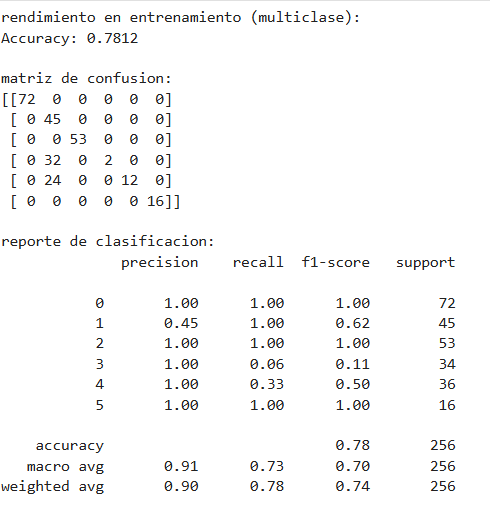 rendimiento en entrenamiento (multiclase):
Accuracy: 0.7812
matriz de confusion:
[[72  0  0  0  0  0]
 [ 0 45  0  0  0  0]
 [ 0  0 53  0  0  0]
 [ 0 32  0  2  0  0]
 [ 0 24  0  0 12  0]
 [ 0  0  0  0  0 16]]
reporte de clasificacion:
              precision    recall  f1-score   support
           0       1.00      1.00      1.00        72
           1       0.45      1.00      0.62        45
           2       1.00      1.00      1.00        53
           3       1.00      0.06      0.11        34
           4       1.00      0.33      0.50        36
           5       1.00      1.00      1.00        16
    accuracy                           0.78       256
   macro avg       0.91      0.73      0.70       256
weighted avg       0.90      0.78      0.74       256